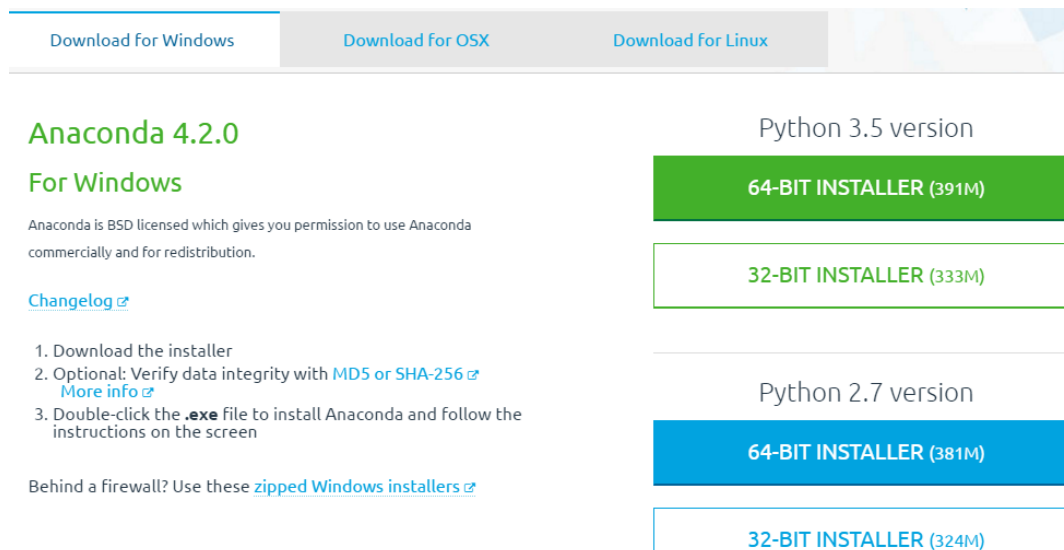 Download for Windows
Download for OSX
Download for Linux
Anaconda 4.2.0
For Windows
Anaconda is BSD licensed which gives you permission to use Anaconda
commercially and for redistribution.
Changelog
1. Download the installer
2. Optional: Verify data integrity with MD5 or SHA-256
More info
3. Double-click the .exe file to install Anaconda and follow the
instructions on the screen
Behind a firewall? Use these zipped Windows installers
Python 3.5 version
64-BIT INSTALLER (391M)
32-BIT INSTALLER (333M)
Python 2.7 version
64-BIT INSTALLER (381M)
32-BIT INSTALLER (324M)